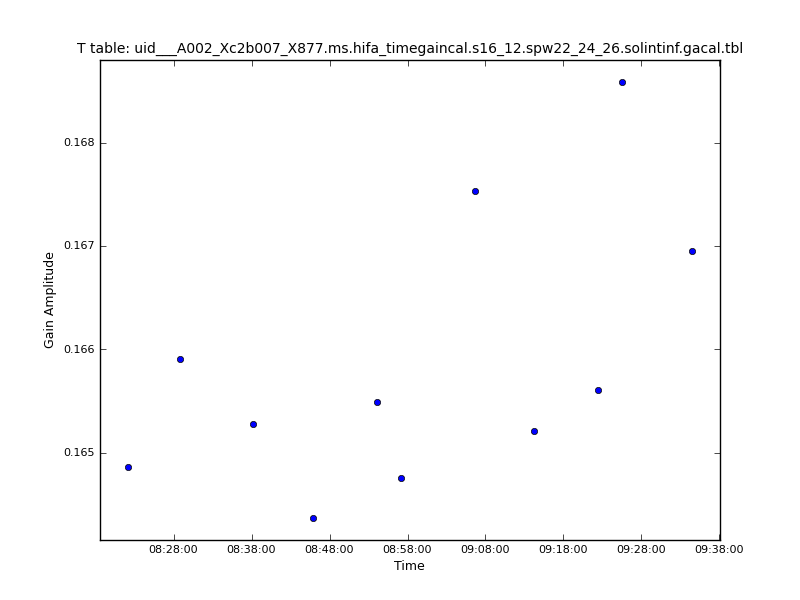 T table: uid___A002_Xc2b007_X877.ms.hifa_timegaincal.s16_12.spw22_24_26.solintinf.gacal.tbl
0.168
0.167
0.166
0.165
Gain Amplitude
08:28:00 08:38:00 08:48:00 08:58:00 09:08:00 09:18:00 09:28:00 09:38:00
Time